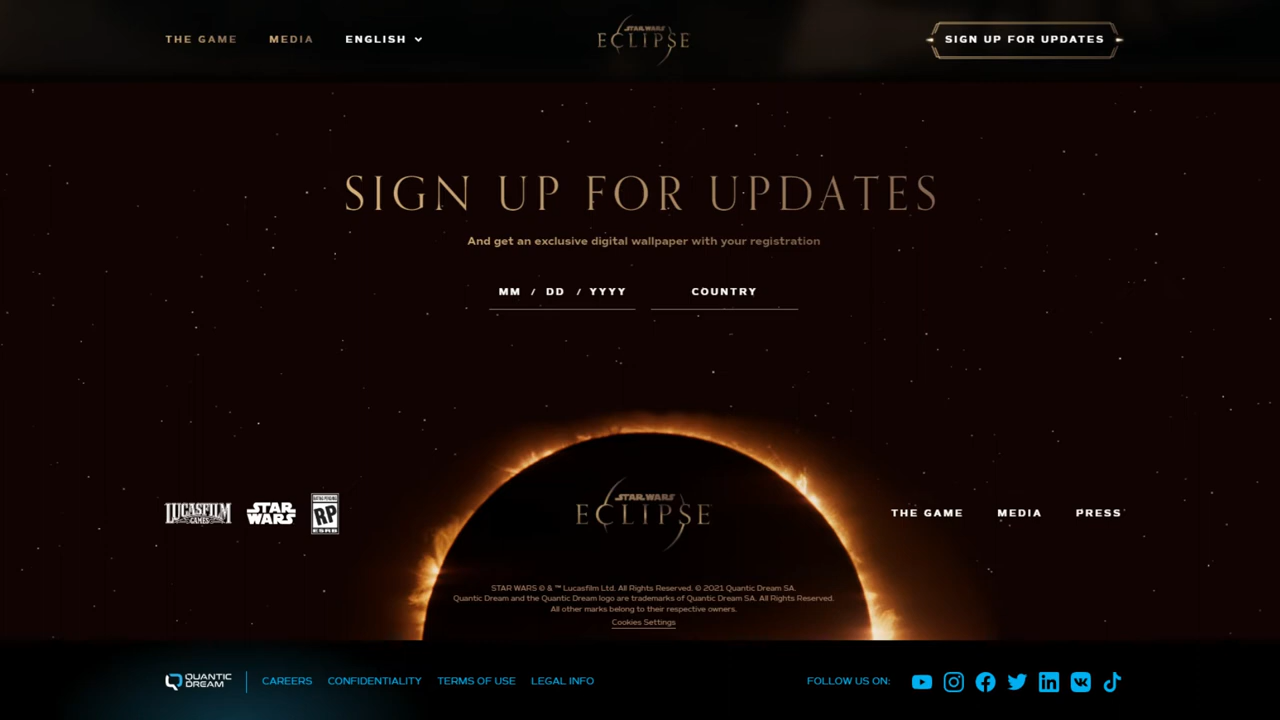 THE GAME
MEDIA
ENGLISH
STAR WARS
ECLIPSE
SIGN UP FOR UPDATES
SIGN UP FOR UPDATES
And get an exclusive digital wallpaper with your registration
MM / DD / YYYY
COUNTRY
LUCASFILM
GAMES
STAR
WARS
RATING PENDING
RP
ESRB
STAR WARS
ECLIPSE
THE GAME
MEDIA
PRESS
STAR WARS © & ™ Lucasfilm Ltd. All Rights Reserved. © 2021 Quantic Dream SA.
Quantic Dream and the Quantic Dream logo are trademarks of Quantic Dream SA. All Rights Reserved.
All other marks belong to their respective owners.
Cookies Settings
QUANTIC
DREAM
CAREERS
CONFIDENTIALITY
TERMS OF USE
LEGAL INFO
FOLLOW US ON: